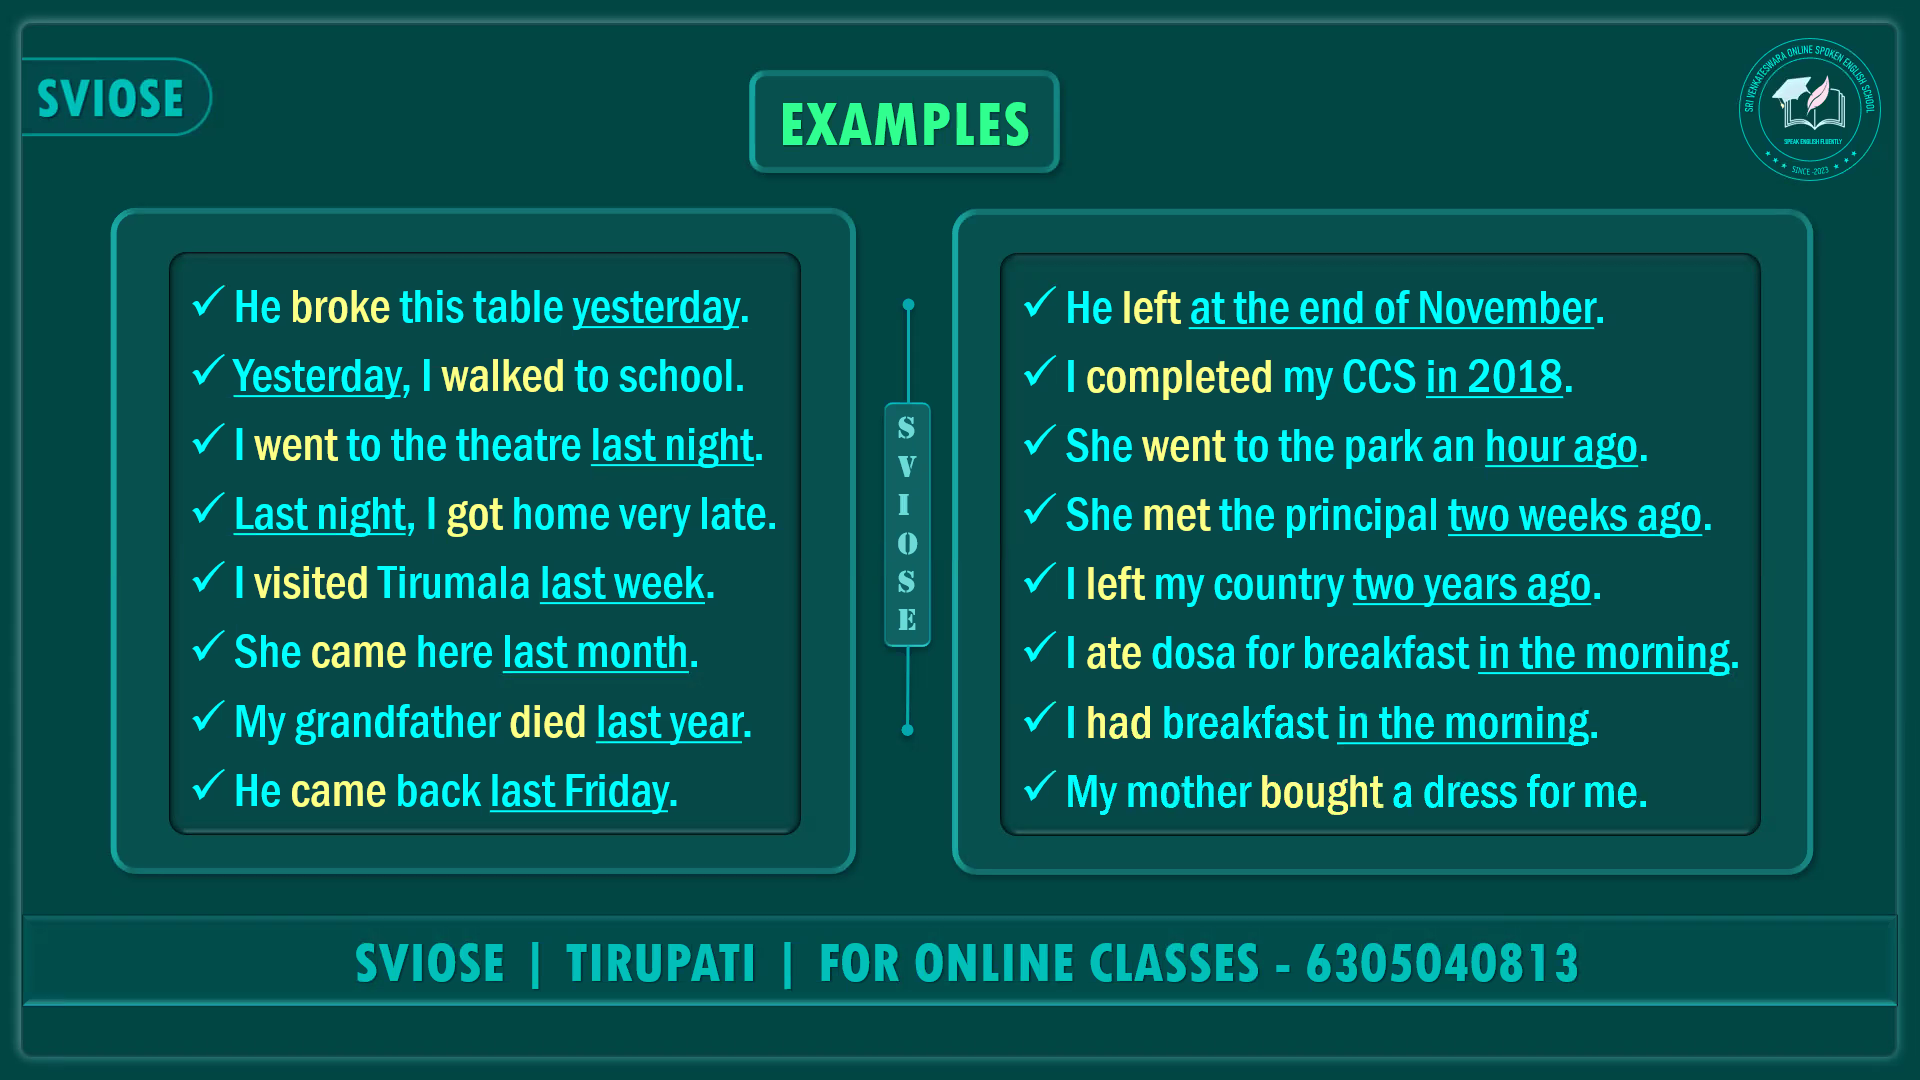 SVIOSE
EXAMPLES
SRI VENKATESWARA ONLINE SPOKEN ENGLISH SCHOOL
SPEAK ENGLISH FLUENTLY
SINCE -2023
✓ He broke this table yesterday.
✓ Yesterday, I walked to school.
✓ I went to the theatre last night.
✓ Last night, I got home very late.
✓ I visited Tirumala last week.
✓ She came here last month.
✓ My grandfather died last year.
✓ He came back last Friday.
S
V
I
O
S
E
✓ He left at the end of November.
✓ I completed my CCS in 2018.
✓ She went to the park an hour ago.
✓ She met the principal two weeks ago.
✓ I left my country two years ago.
✓ I ate dosa for breakfast in the morning.
✓ I had breakfast in the morning.
✓ My mother bought a dress for me.
SVIOSE | TIRUPATI | FOR ONLINE CLASSES - 6305040813